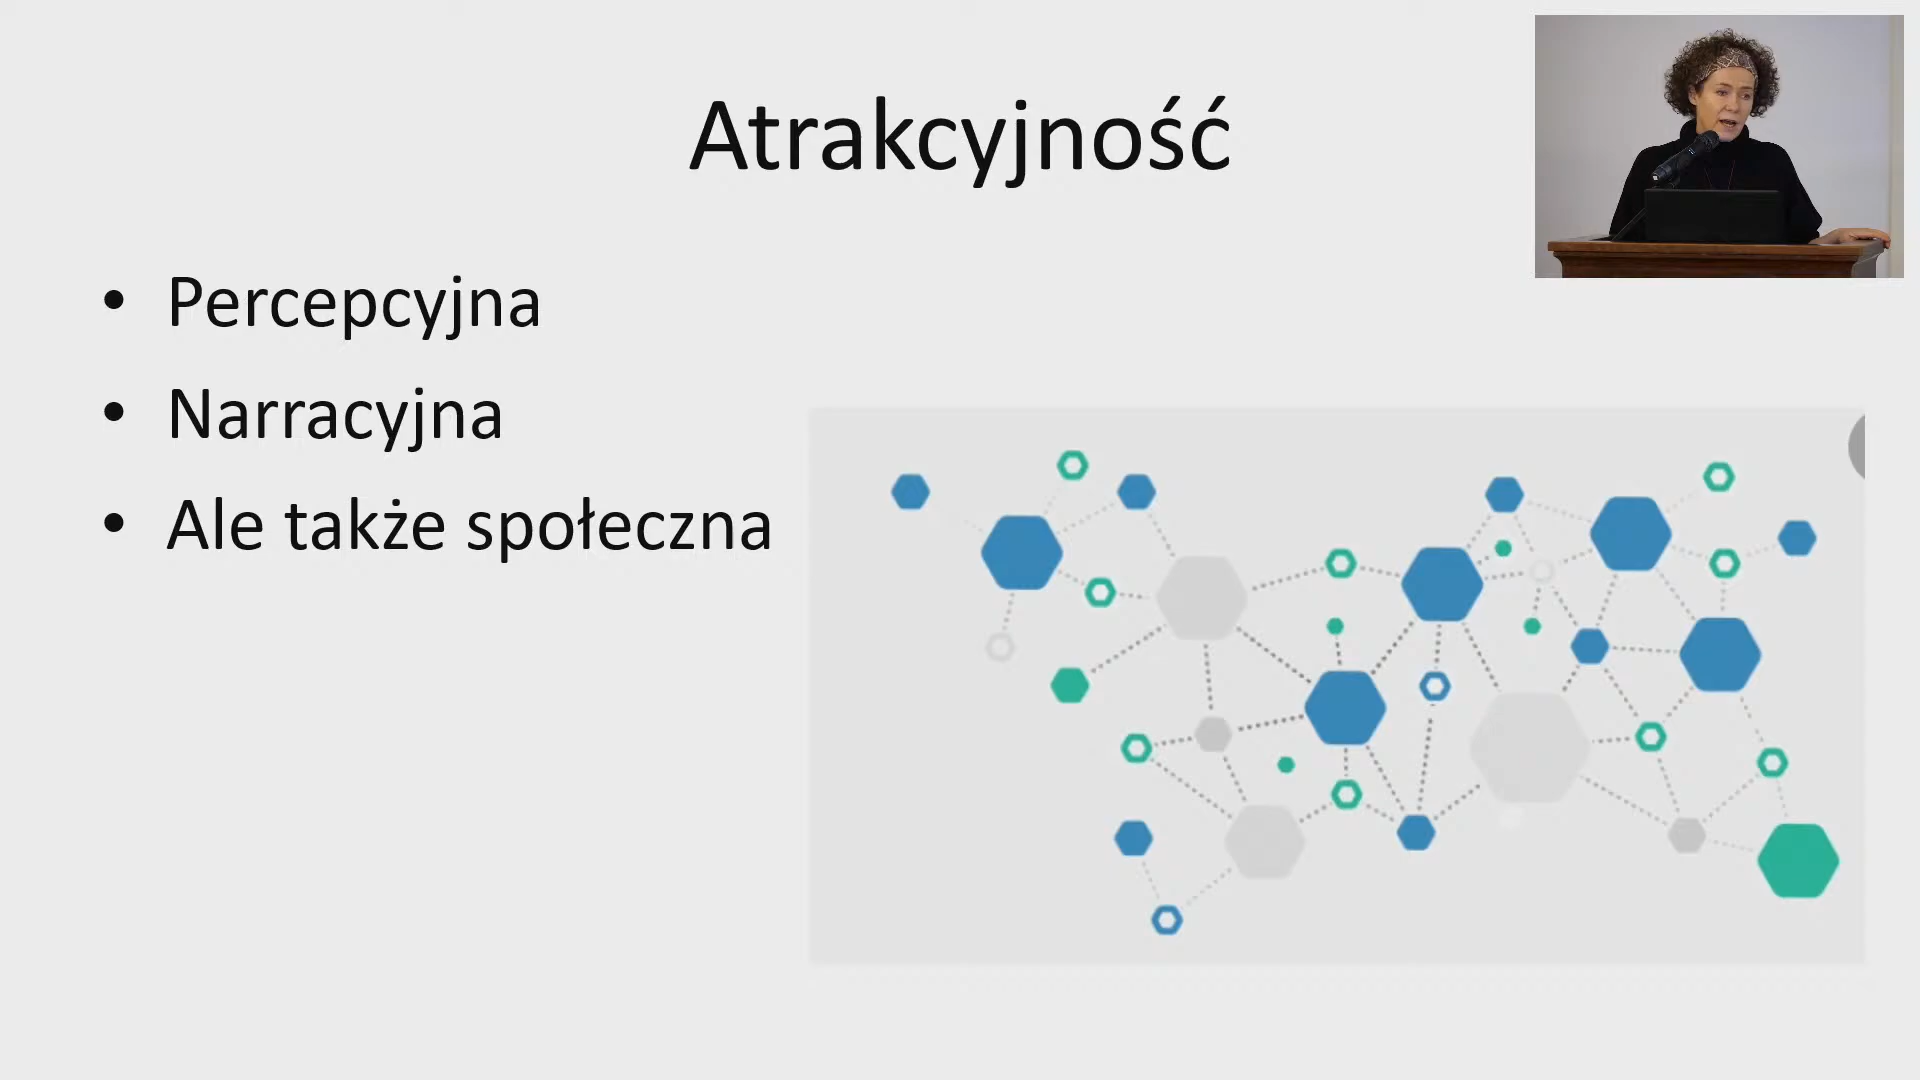 Atrakcyjność
• Percepcyjna
• Narracyjna
• Ale także społeczna